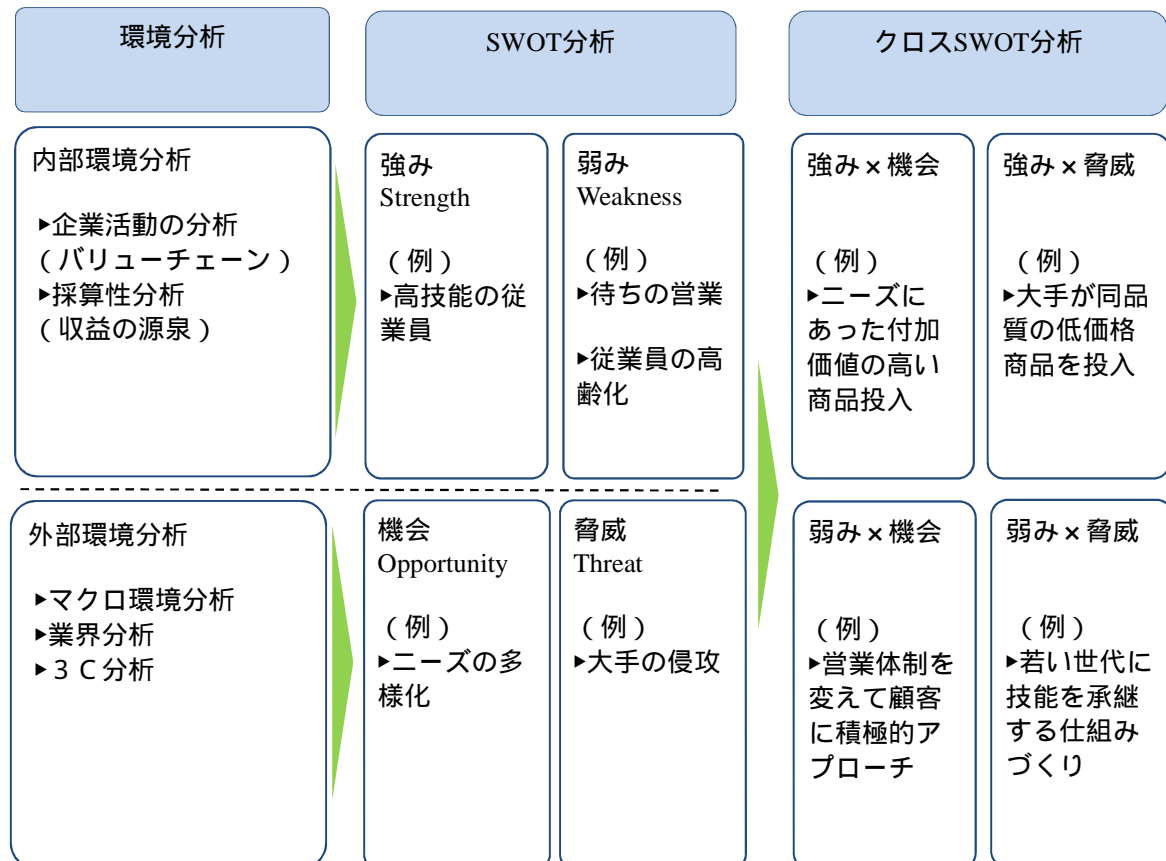 環境分析
SWOT分析
クロスSWOT分析
内部環境分析
▶企業活動の分析
(バリューチェーン)
▶採算性分析
(収益の源泉)
強み
Strength
(例)
▶高技能の従
業員
弱み
Weakness
(例)
▶待ちの営業
▶従業員の高
齢化
強み×機会
(例)
▶ニーズに
あった付加
価値の高い
商品投入
強み×脅威
(例)
▶大手が同品
質の低価格
商品を投入
外部環境分析
▶マクロ環境分析
▶業界分析
▶3C分析
機会
Opportunity
(例)
▶ニーズの多
様化
脅威
Threat
(例)
▶大手の侵攻
弱み×機会
(例)
▶営業体制を
変えて顧客
に積極的ア
プローチ
弱み×脅威
(例)
▶若い世代に
技能を承継
する仕組み
づくり